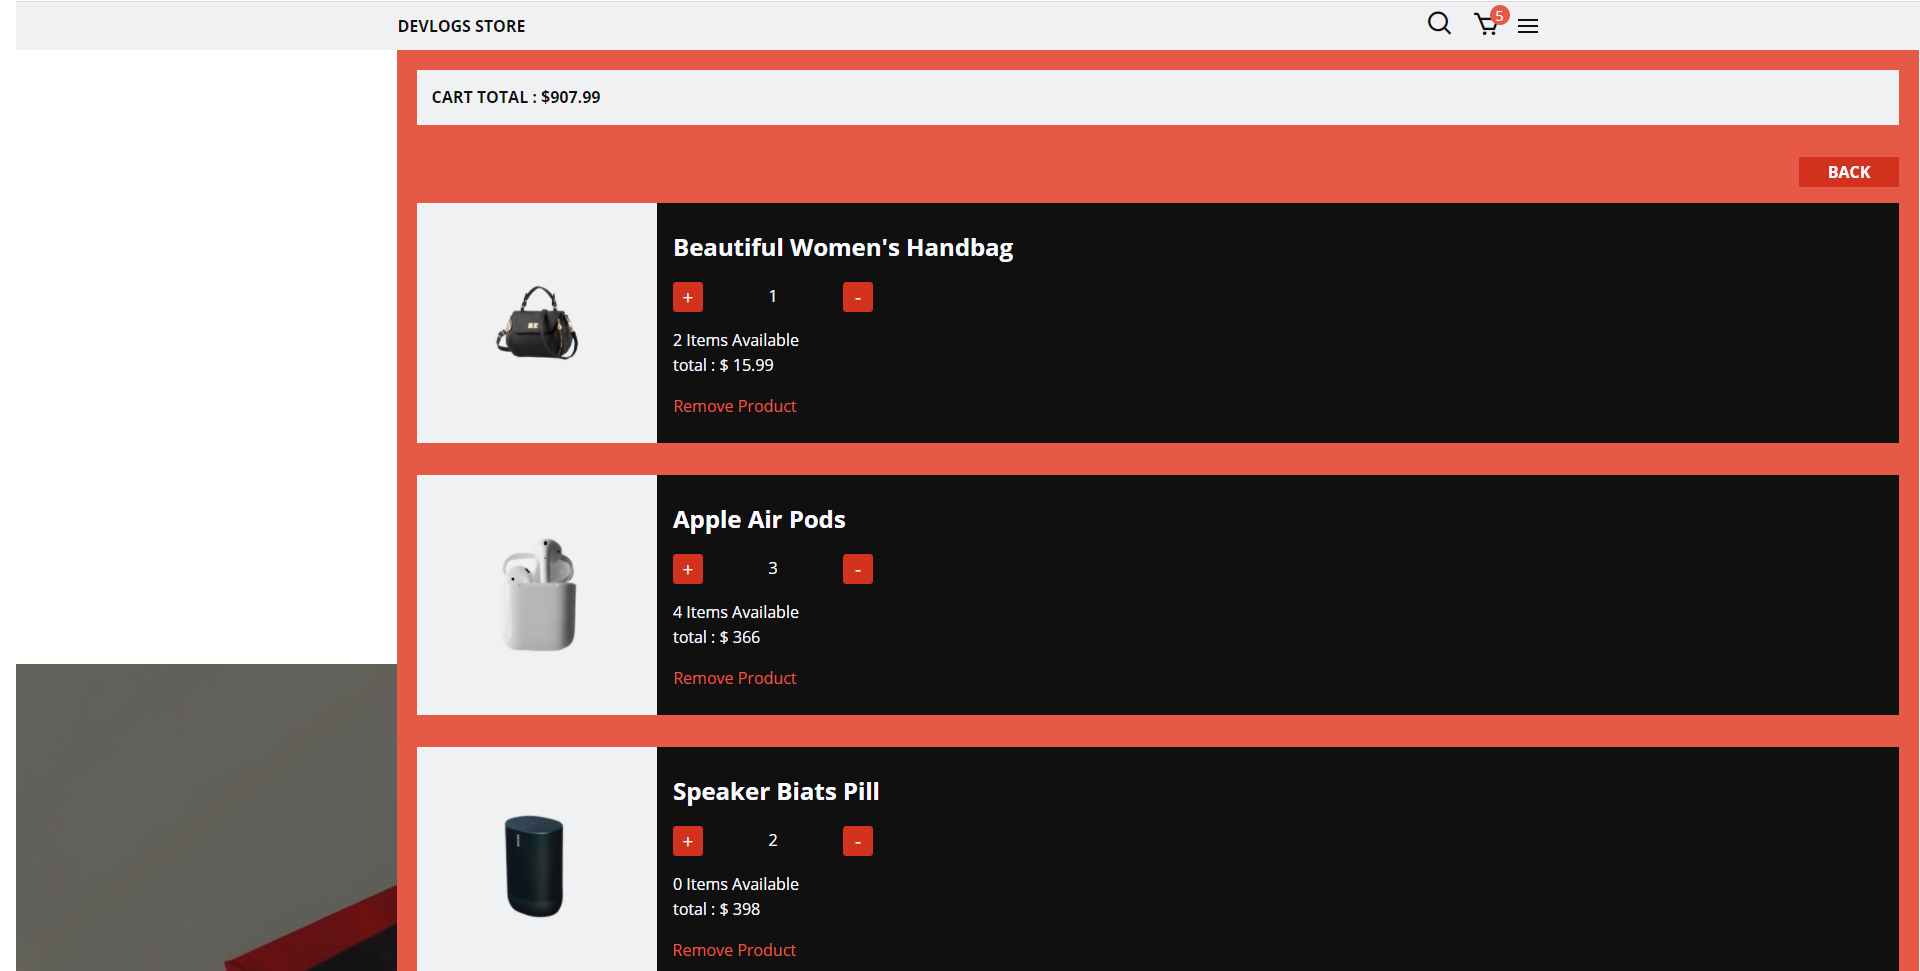 DEVLOGS STORE
5
CART TOTAL : $907.99
BACK
Beautiful Women's Handbag
+ 1 -
2 Items Available
total : $ 15.99
Remove Product
Apple Air Pods
+ 3 -
4 Items Available
total : $ 366
Remove Product
Speaker Biats Pill
+ 2 -
0 Items Available
total : $ 398
Remove Product